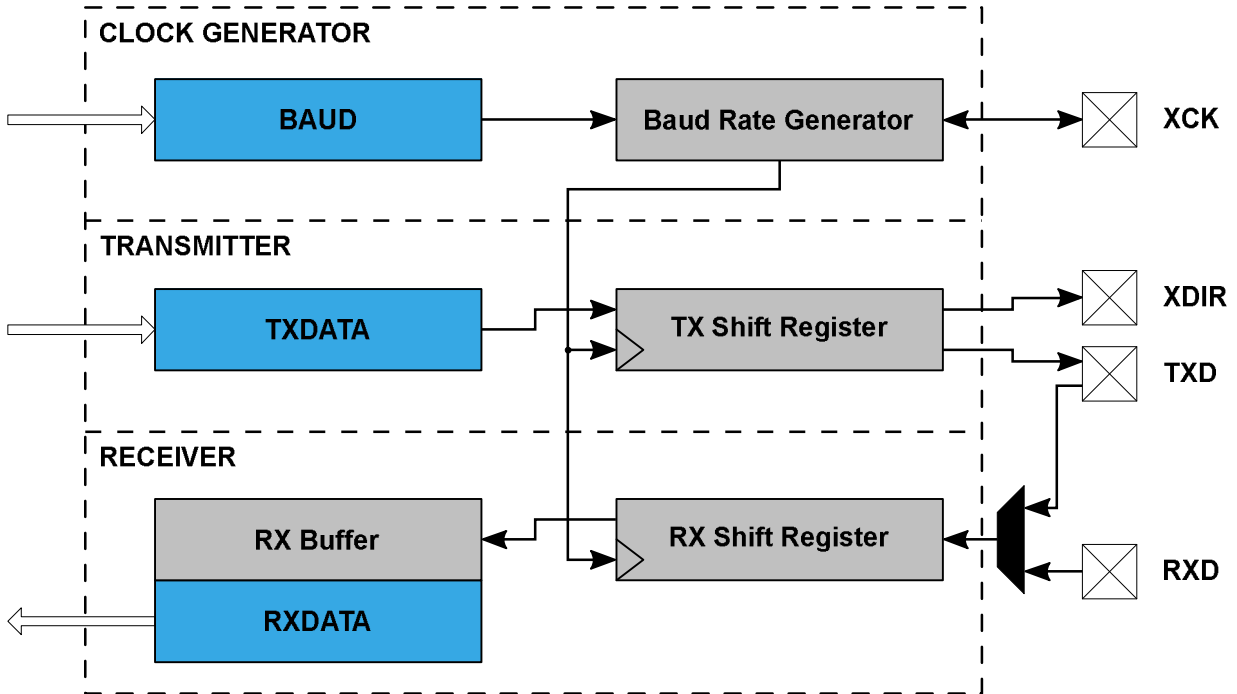 CLOCK GENERATOR
BAUD
Baud Rate Generator
XCK
TRANSMITTER
TXDATA
TX Shift Register
XDIR
TXD
RECEIVER
RX Buffer
RX Shift Register
RXD
RXDATA